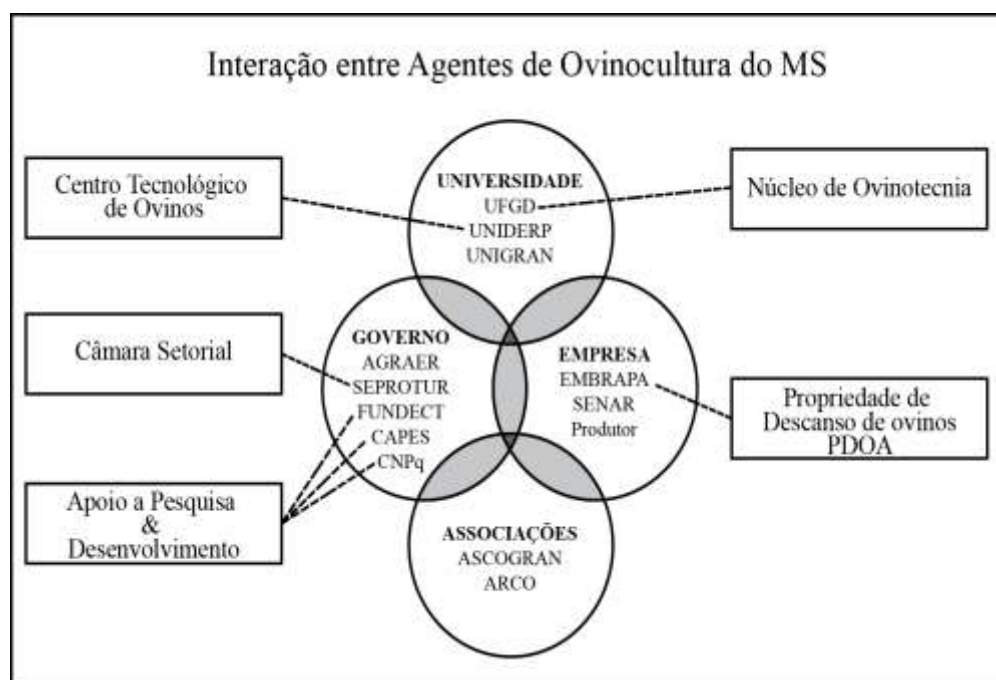 Interação entre Agentes de Ovinocultura do MS
Centro Tecnológico
de Ovinos
UNIVERSIDADE
UFGD
UNIDERP
UNIGRAN
Núcleo de Ovinotecnia
Câmara Setorial
GOVERNO
AGRAER
SEPROTUR
FUNDECT
CAPES
CNPq
EMPRESA
EMBRAPA
SENAR
Produtor
Propriedade de
Descanso de ovinos
PDOA
Apoio a Pesquisa
&
Desenvolvimento
ASSOCIAÇÕES
ASCOGRAN
ARCO